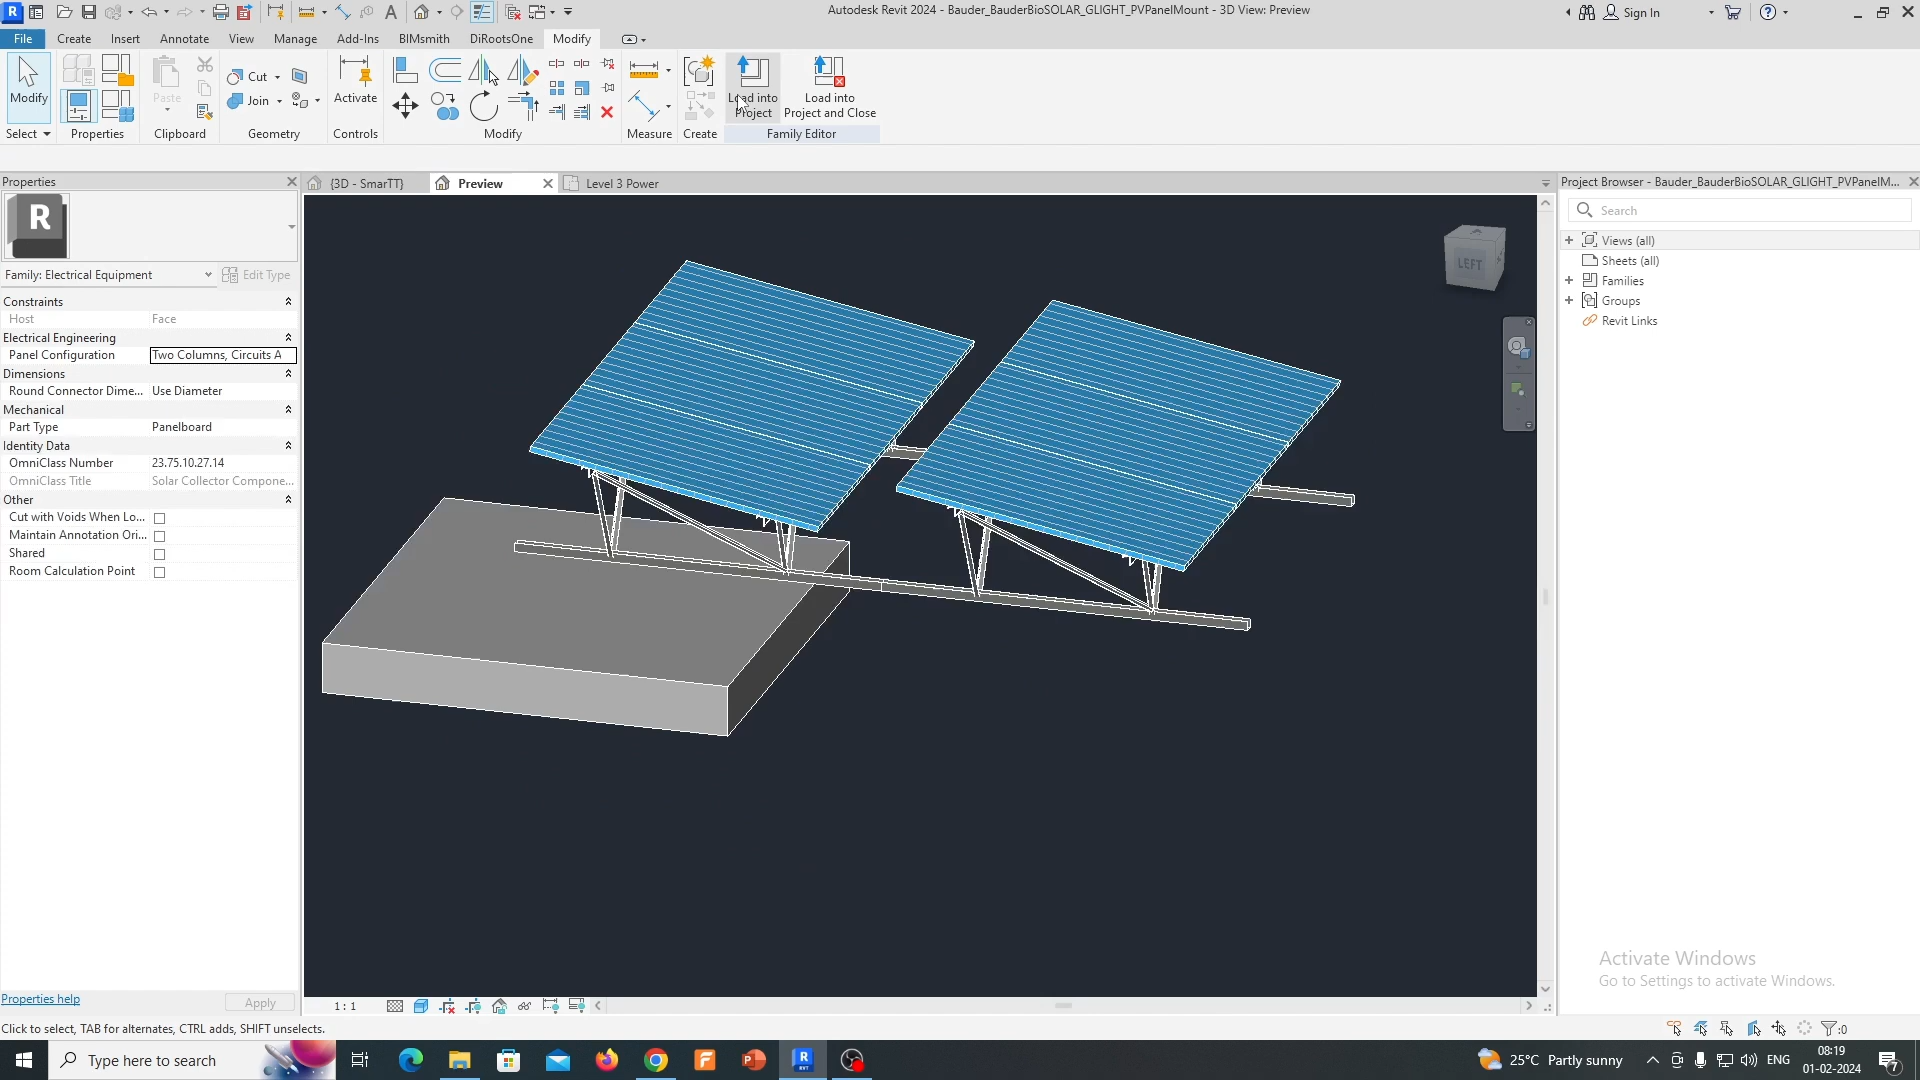 Autodesk Revit 2024 - Bauder_BauderBioSOLAR_GLIGHT_PVPanelMount - 3D View: Preview
Sign In
File Create Insert Annotate View Manage Add-Ins BIMsmith DiRootsOne Modify
Modify
Paste
Cut
Join
Activate
Load into Project
Load into Project and Close
Select Properties Clipboard Geometry Controls Modify Measure Create Family Editor
Properties
{3D - SmarTT}
Preview
Level 3 Power
Project Browser - Bauder_BauderBioSOLAR_GLIGHT_PVPanelM...
R
Search
Family: Electrical Equipment
Edit Type
Constraints
Host Face
Electrical Engineering
Panel Configuration Two Columns, Circuits A
Dimensions
Round Connector Dime... Use Diameter
Mechanical
Part Type Panelboard
Identity Data
OmniClass Number 23.75.10.27.14
OmniClass Title Solar Collector Compone...
Other
Cut with Voids When Lo...
Maintain Annotation Ori...
Shared
Room Calculation Point
Views (all)
Sheets (all)
Families
Groups
Revit Links
LEFT
Activate Windows
Go to Settings to activate Windows.
Properties help
Apply
1 : 1
Click to select, TAB for alternates, CTRL adds, SHIFT unselects.
:0
Type here to search
25°C Partly sunny
ENG
08:19
01-02-2024
7